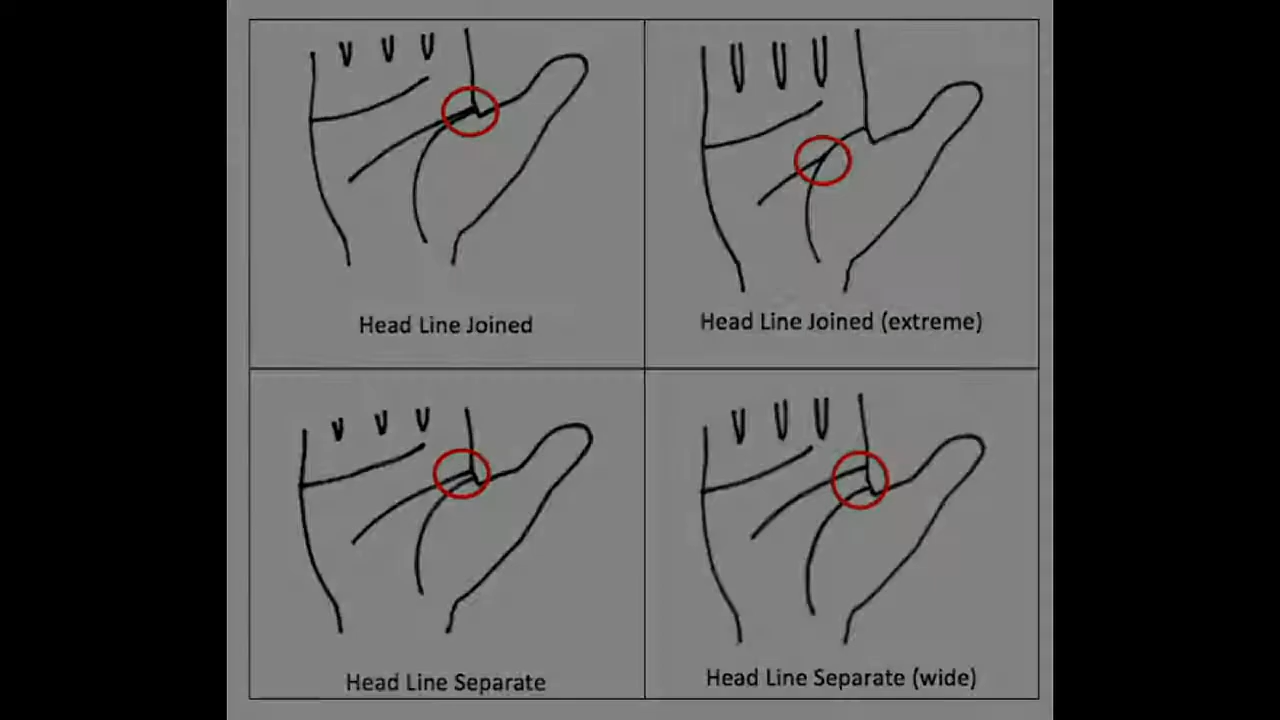 Head Line Joined
Head Line Joined (extreme)
Head Line Separate
Head Line Separate (wide)